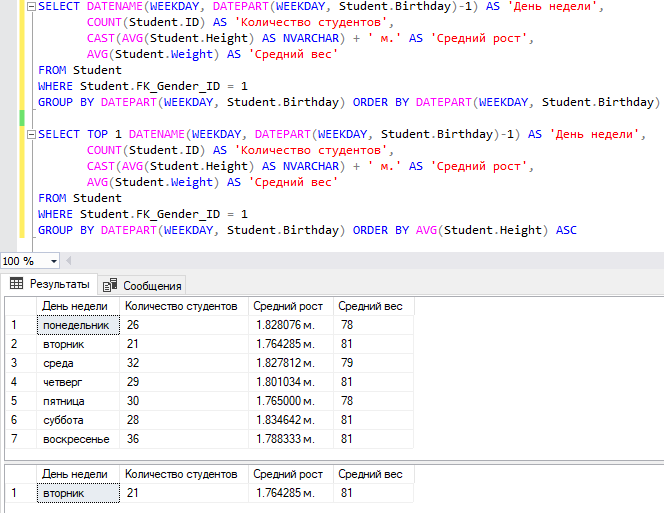 SELECT DATENAME(WEEKDAY, DATEPART(WEEKDAY, Student.Birthday)-1) AS 'День недели',
COUNT(Student.ID) AS 'Количество студентов',
CAST(AVG(Student.Height) AS NVARCHAR) + ' м.' AS 'Средний рост',
AVG(Student.Weight) AS 'Средний вес'
FROM Student
WHERE Student.FK_Gender_ID = 1
GROUP BY DATEPART(WEEKDAY, Student.Birthday) ORDER BY DATEPART(WEEKDAY, Student.Birthday)
SELECT TOP 1 DATENAME(WEEKDAY, DATEPART(WEEKDAY, Student.Birthday)-1) AS 'День недели',
COUNT(Student.ID) AS 'Количество студентов',
CAST(AVG(Student.Height) AS NVARCHAR) + ' м.' AS 'Средний рост',
AVG(Student.Weight) AS 'Средний вес'
FROM Student
WHERE Student.FK_Gender_ID = 1
GROUP BY DATEPART(WEEKDAY, Student.Birthday) ORDER BY AVG(Student.Height) ASC
100 %
Результаты Сообщения
День недели Количество студентов Средний рост Средний вес
1 понедельник 26 1.828076 м. 78
2 вторник 21 1.764285 м. 81
3 среда 32 1.827812 м. 79
4 четверг 29 1.801034 м. 81
5 пятница 30 1.765000 м. 78
6 суббота 28 1.834642 м. 81
7 воскресенье 36 1.788333 м. 81
День недели Количество студентов Средний рост Средний вес
1 вторник 21 1.764285 м. 81